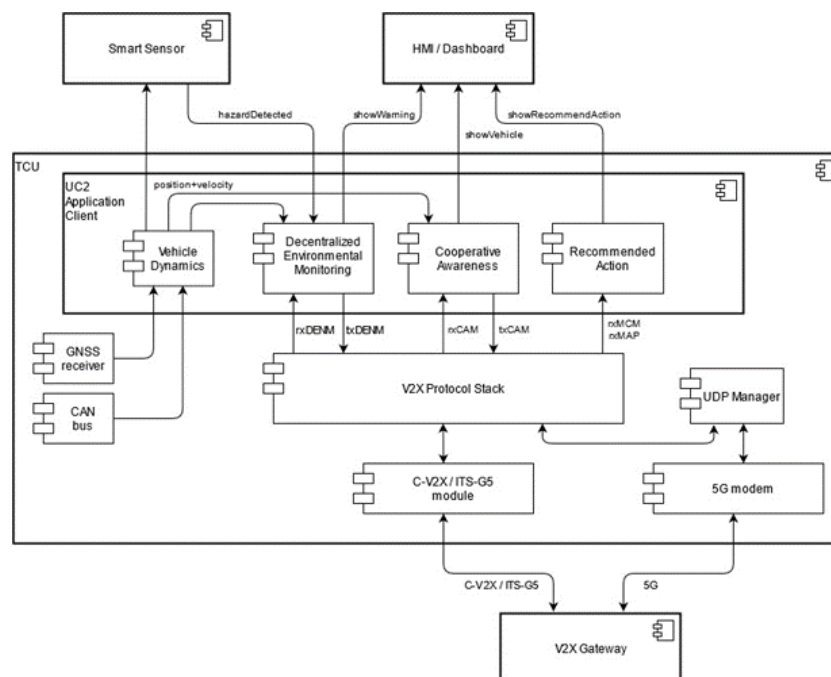 Smart Sensor
HMI / Dashboard
hazardDetected
showWarning
showRecommendAction
showVehicle
TCU
UC2
Application
Client
position+velocity
Vehicle
Dynamics
Decentralized
Environmental
Monitoring
Cooperative
Awareness
Recommended
Action
rxDENM
txDENM
rxCAM
txCAM
rxMCM
rxMAP
GNSS
receiver
CAN
bus
V2X Protocol Stack
UDP Manager
C-V2X / ITS-G5
module
5G modem
C-V2X / ITS-G5
5G
V2X Gateway